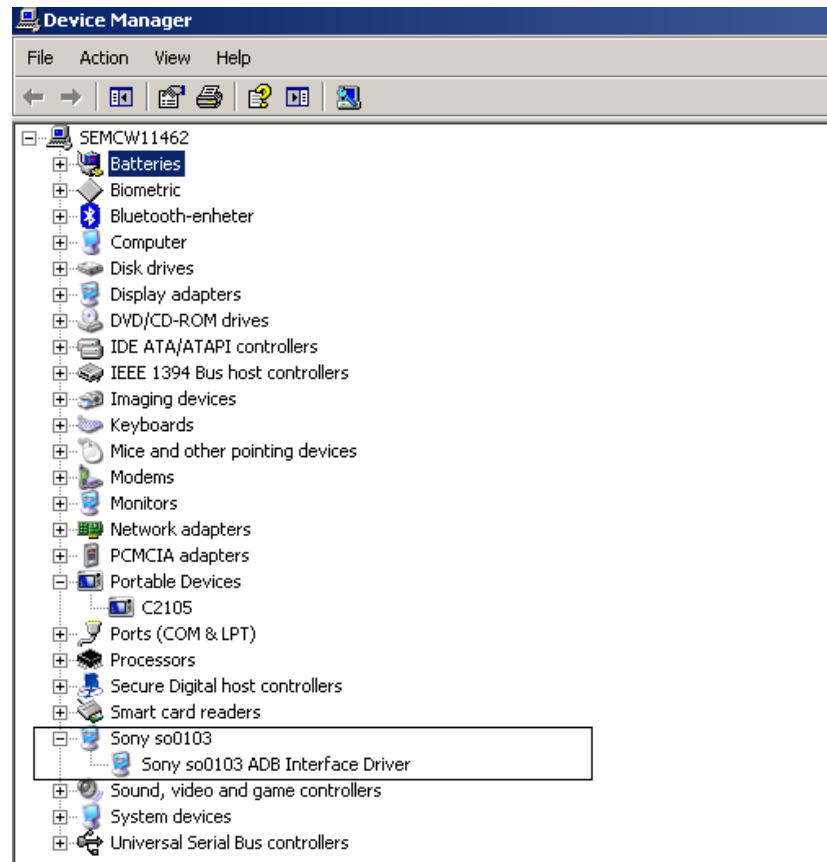 Device Manager
File Action View Help
SEMCW11462
Batteries
Biometric
Bluetooth-enheter
Computer
Disk drives
Display adapters
DVD/CD-ROM drives
IDE ATA/ATAPI controllers
IEEE 1394 Bus host controllers
Imaging devices
Keyboards
Mice and other pointing devices
Modems
Monitors
Network adapters
PCMCIA adapters
Portable Devices
C2105
Ports (COM & LPT)
Processors
Secure Digital host controllers
Smart card readers
Sony so0103
Sony so0103 ADB Interface Driver
Sound, video and game controllers
System devices
Universal Serial Bus controllers